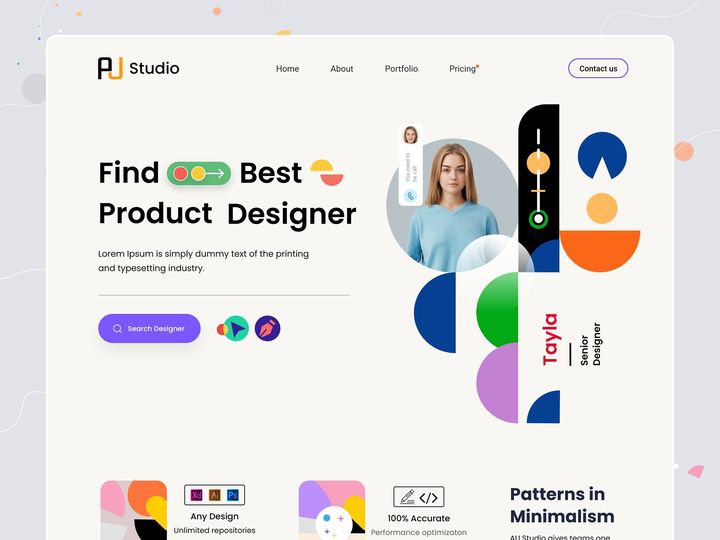 AU Studio
Home
About
Portfolio
Pricing
Contact us
Find Best
Product Designer
Lorem Ipsum is simply dummy text of the printing
and typesetting industry.
Search Designer
You need to
be call
Tayla
Senior
Designer
Xd
Ai
Ps
Any Design
Unlimited repositories
</>
100% Accurate
Performance optimizaton
Patterns in
Minimalism
AU Studio gives teams one